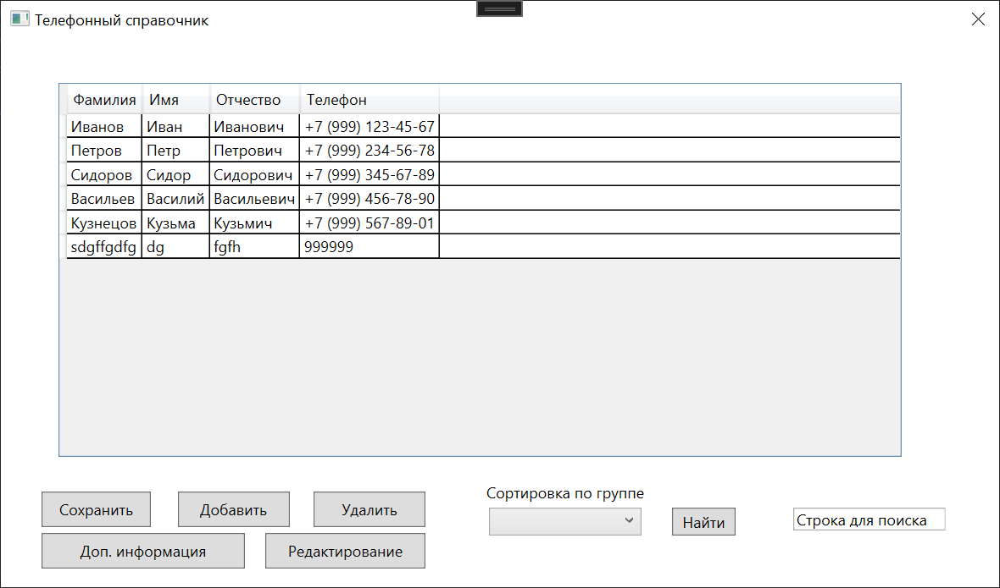 Телефонный справочник
Фамилия Имя Отчество Телефон
Иванов Иван Иванович +7 (999) 123-45-67
Петров Петр Петрович +7 (999) 234-56-78
Сидоров Сидор Сидорович +7 (999) 345-67-89
Васильев Василий Васильевич +7 (999) 456-78-90
Кузнецов Кузьма Кузьмич +7 (999) 567-89-01
sdgffgdfg dg fgfh 999999
Сортировка по группе
Сохранить Добавить Удалить Найти Строка для поиска
Доп. информация Редактирование